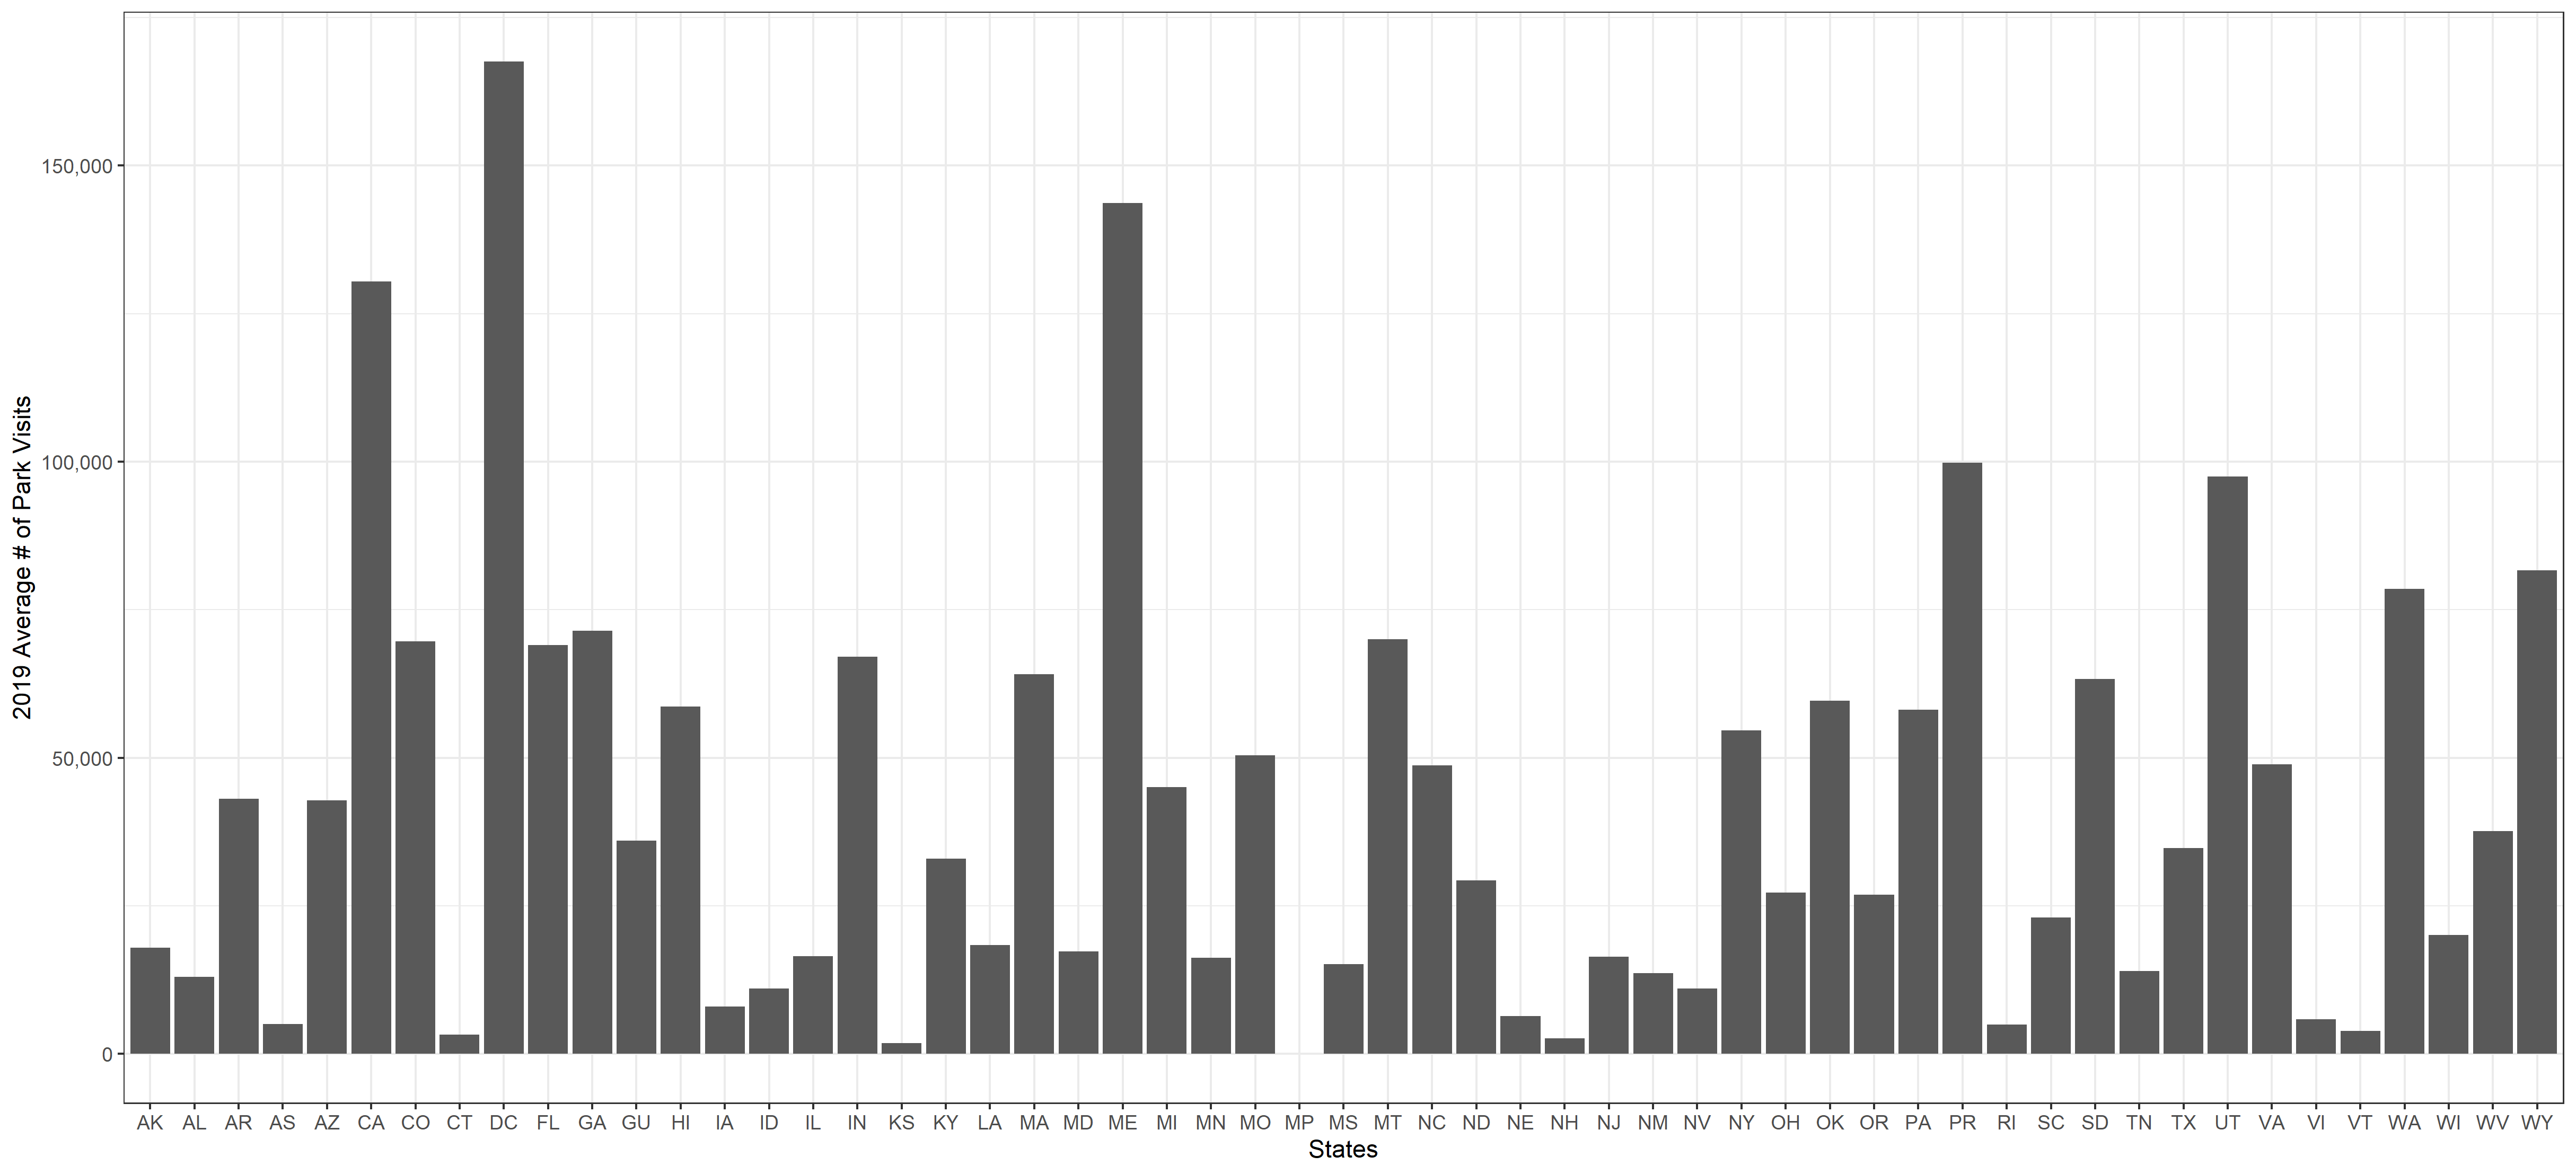 2019 Average # of Park Visits
150,000
100,000
50,000
0
AK AL AR AS AZ CA CO CT DC FL GA GU HI IA ID IL IN KS KY LA MA MD ME MI MN MO MP MS MT NC ND NE NH NJ NM NV NY OH OK OR PA PR RI SC SD TN TX UT VA VI VT WA WI WV WY
States